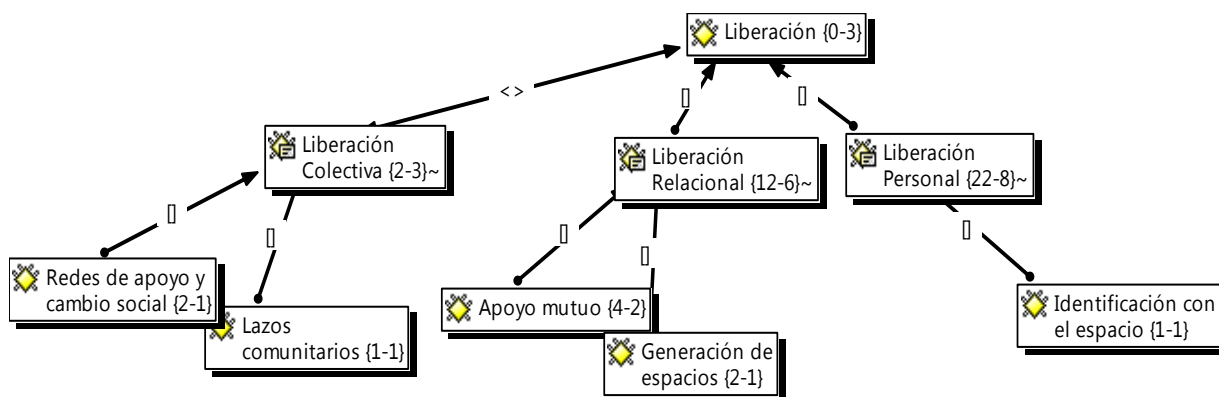 Liberación {0-3}
< >
[]
[]
Liberación
Colectiva {2-3}~
Liberación
Relacional {12-6}~
Liberación
Personal {22-8}~
[]
[]
[]
[]
[]
Redes de apoyo y
cambio social {2-1}
Lazos
comunitarios {1-1}
Apoyo mutuo {4-2}
Generación de
espacios {2-1}
Identificación con
el espacio {1-1}